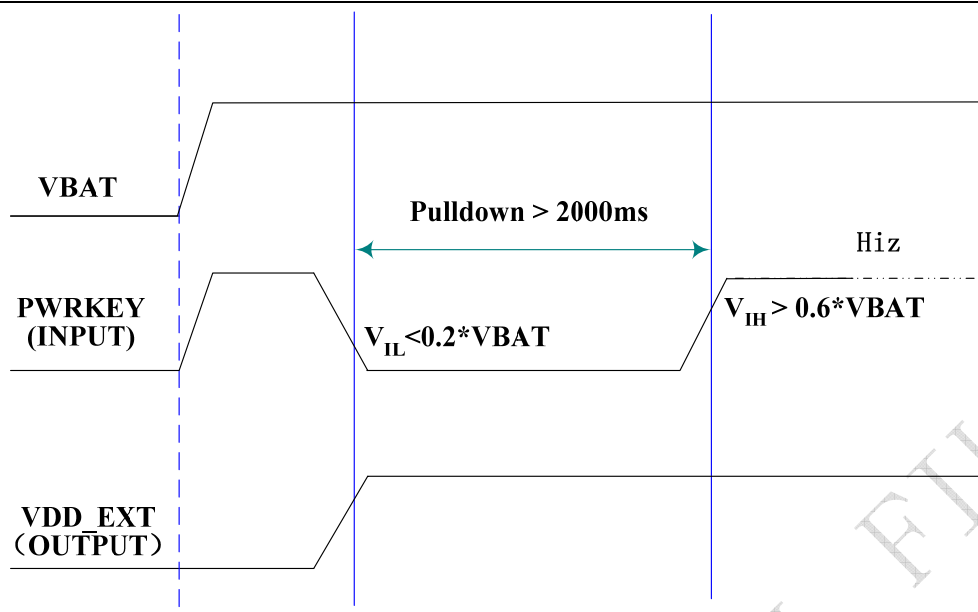 VBAT
Pulldown > 2000ms
Hiz
PWRKEY
(INPUT)
V_IL<0.2*VBAT
V_IH > 0.6*VBAT
VDD_EXT
（OUTPUT）